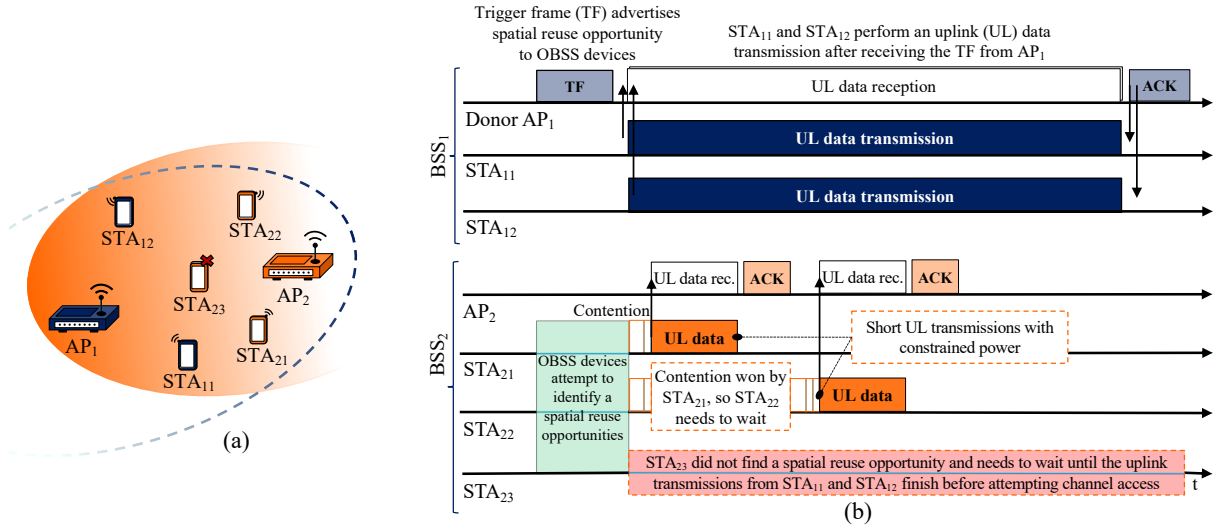 STA12
STA22
STA23
AP2
AP1
STA21
STA11
(a)
Trigger frame (TF) advertises
spatial reuse opportunity
to OBSS devices
STA11 and STA12 perform an uplink (UL) data
transmission after receiving the TF from AP1
BSS1
TF
UL data reception
ACK
Donor AP1
UL data transmission
STA11
UL data transmission
STA12
BSS2
UL data rec.
ACK
UL data rec.
ACK
AP2
Contention
UL data
Short UL transmissions with
constrained power
STA21
OBSS devices
attempt to
identify a
spatial reuse
opportunities
Contention won by
STA21, so STA22
needs to wait
UL data
STA22
STA23 did not find a spatial reuse opportunity and needs to wait until the uplink
transmissions from STA11 and STA12 finish before attempting channel access
t
STA23
(b)